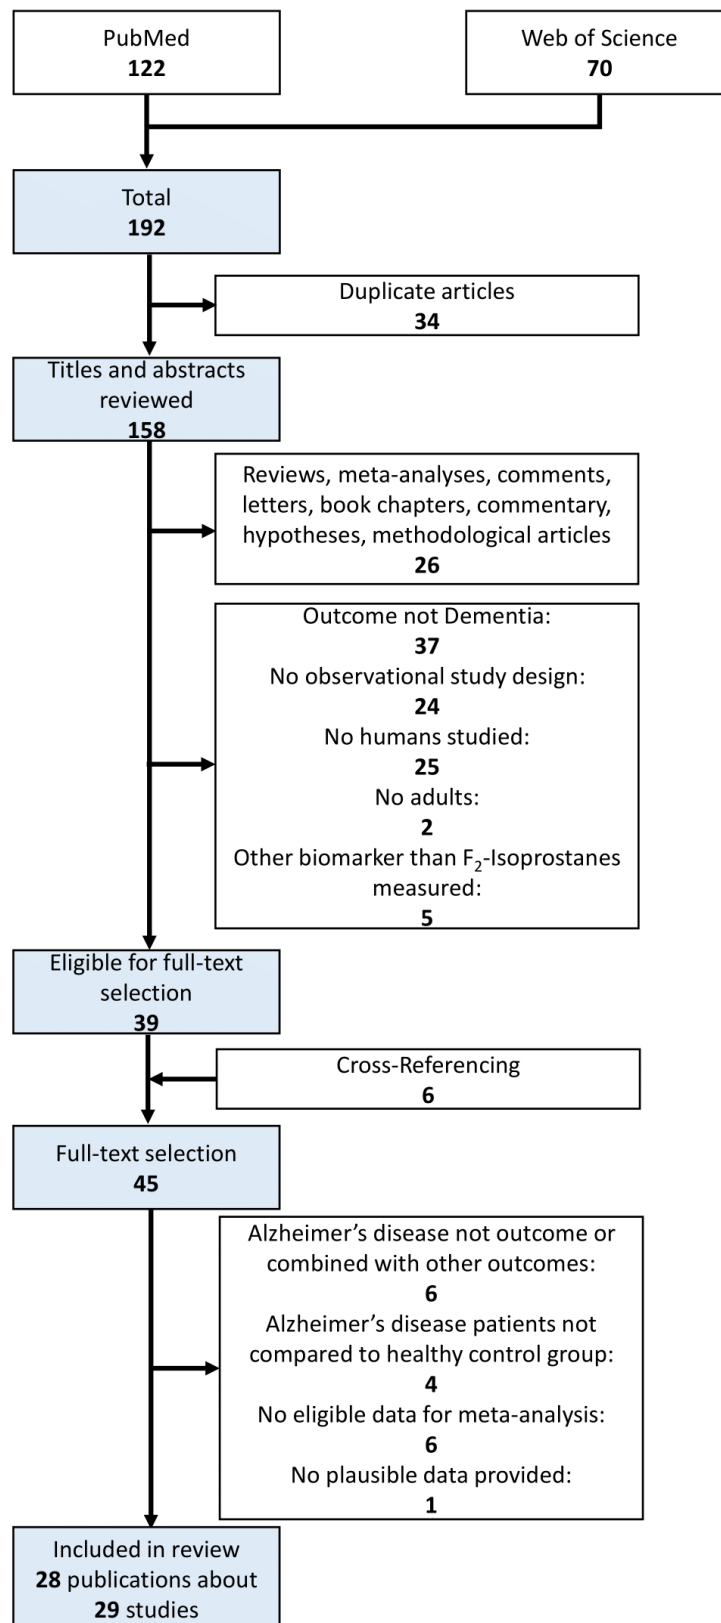 PubMed
122
Web of Science
70
Total
192
Duplicate articles
34
Titles and abstracts
reviewed
158
Reviews, meta-analyses, comments,
letters, book chapters, commentary,
hypotheses, methodological articles
26
Outcome not Dementia:
37
No observational study design:
24
No humans studied:
25
No adults:
2
Other biomarker than F₂-Isoprostanes
measured:
5
Eligible for full-text
selection
39
Cross-Referencing
6
Full-text selection
45
Alzheimer’s disease not outcome or
combined with other outcomes:
6
Alzheimer’s disease patients not
compared to healthy control group:
4
No eligible data for meta-analysis:
6
No plausible data provided:
1
Included in review
28 publications about
29 studies